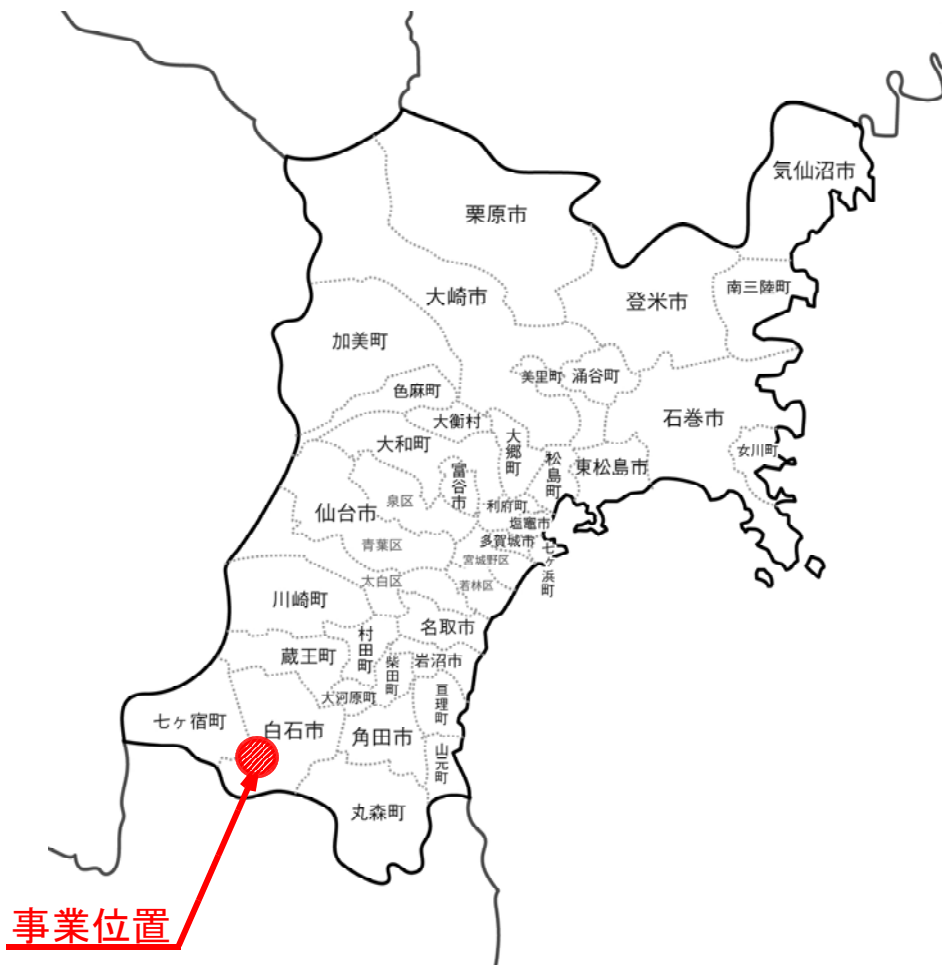 気仙沼市
栗原市
南三陸町
大崎市
登米市
加美町
美里町
涌谷町
色麻町
大衡村
石巻市
大和町
大郷町
松島町
女川町
東松島市
富谷市
泉区
仙台市
利府町
塩竈市
多賀城市
青葉区
宮城野区
七ヶ浜町
太白区
若林区
川崎町
名取市
村田町
蔵王町
柴田町
岩沼市
大河原町
亘理町
七ヶ宿町
白石市
角田市
山元町
丸森町
事業位置